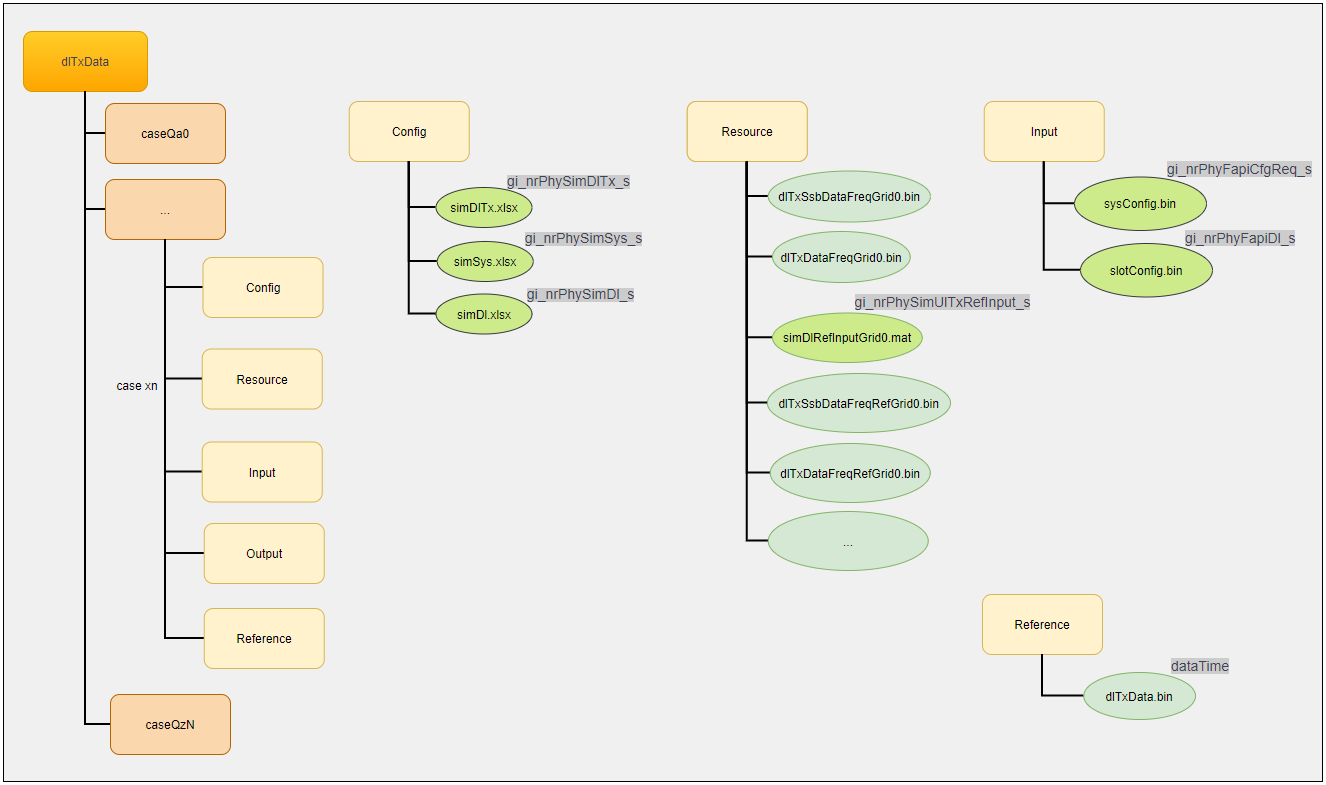 dlTxData
caseQa0
...
Config
case xn
Resource
Input
Output
Reference
caseQzN
Config
gi_nrPhySimDlTx_s
simDlTx.xlsx
gi_nrPhySimSys_s
simSys.xlsx
gi_nrPhySimDl_s
simDl.xlsx
Resource
dlTxSsbDataFreqGrid0.bin
dlTxDataFreqGrid0.bin
gi_nrPhySimUlTxRefInput_s
simDlRefInputGrid0.mat
dlTxSsbDataFreqRefGrid0.bin
dlTxDataFreqRefGrid0.bin
...
Input
gi_nrPhyFapiCfgReq_s
sysConfig.bin
gi_nrPhyFapiDl_s
slotConfig.bin
Reference
dataTime
dlTxData.bin